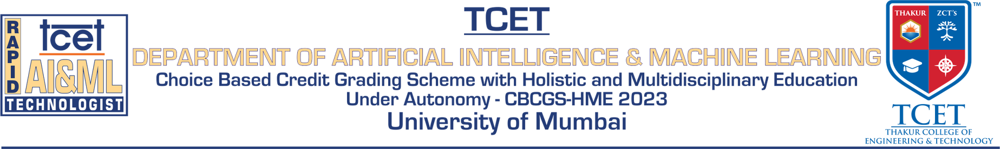 RAPID
tcet
AI&ML
TECHNOLOGIST
TCET
DEPARTMENT OF ARTIFICIAL INTELLIGENCE & MACHINE LEARNING
Choice Based Credit Grading Scheme with Holistic and Multidisciplinary Education
Under Autonomy - CBCGS-HME 2023
University of Mumbai
THAKUR ZCT's
TM
TCET
THAKUR COLLEGE OF
ENGINEERING & TECHNOLOGY